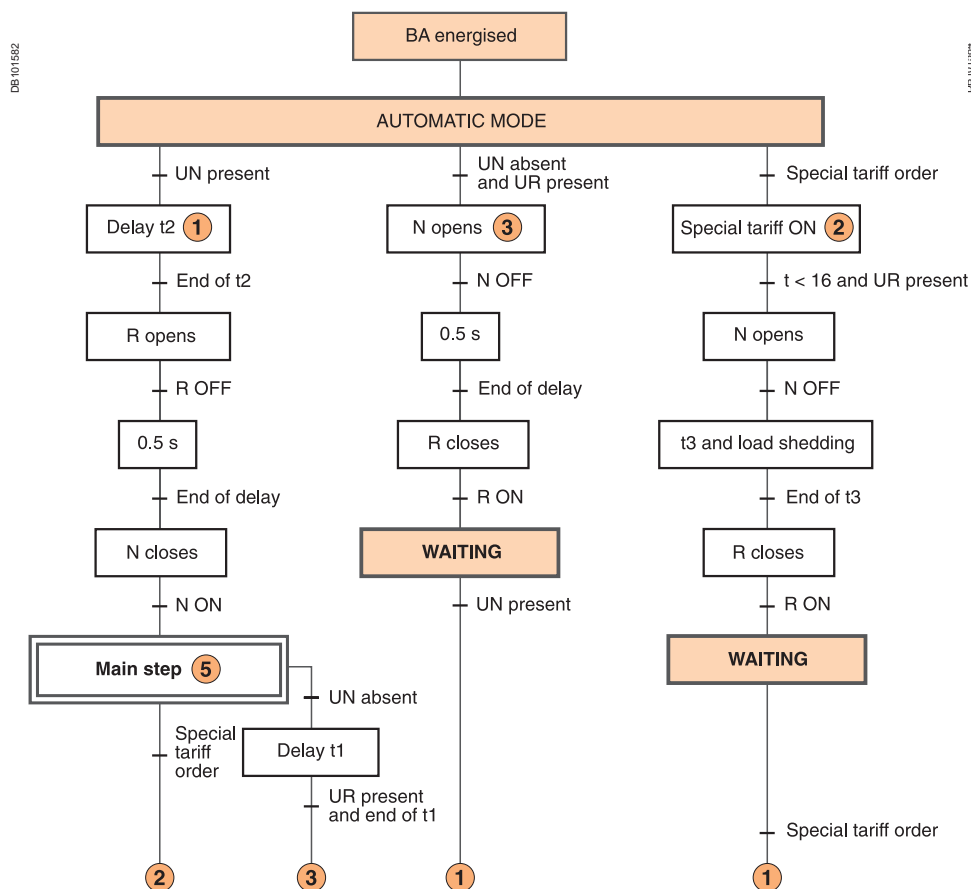 DB101582
BA energised
AUTOMATIC MODE
UN present
UN absent
and UR present
Special tariff order
Delay t2 1
N opens 3
Special tariff ON 2
End of t2
N OFF
t < 16 and UR present
R opens
0.5 s
N opens
R OFF
End of delay
N OFF
0.5 s
R closes
t3 and load shedding
End of delay
R ON
End of t3
N closes
WAITING
R closes
N ON
UN present
R ON
Main step 5
WAITING
UN absent
Special
tariff
order
Delay t1
UR present
and end of t1
Special tariff order
2
3
1
1